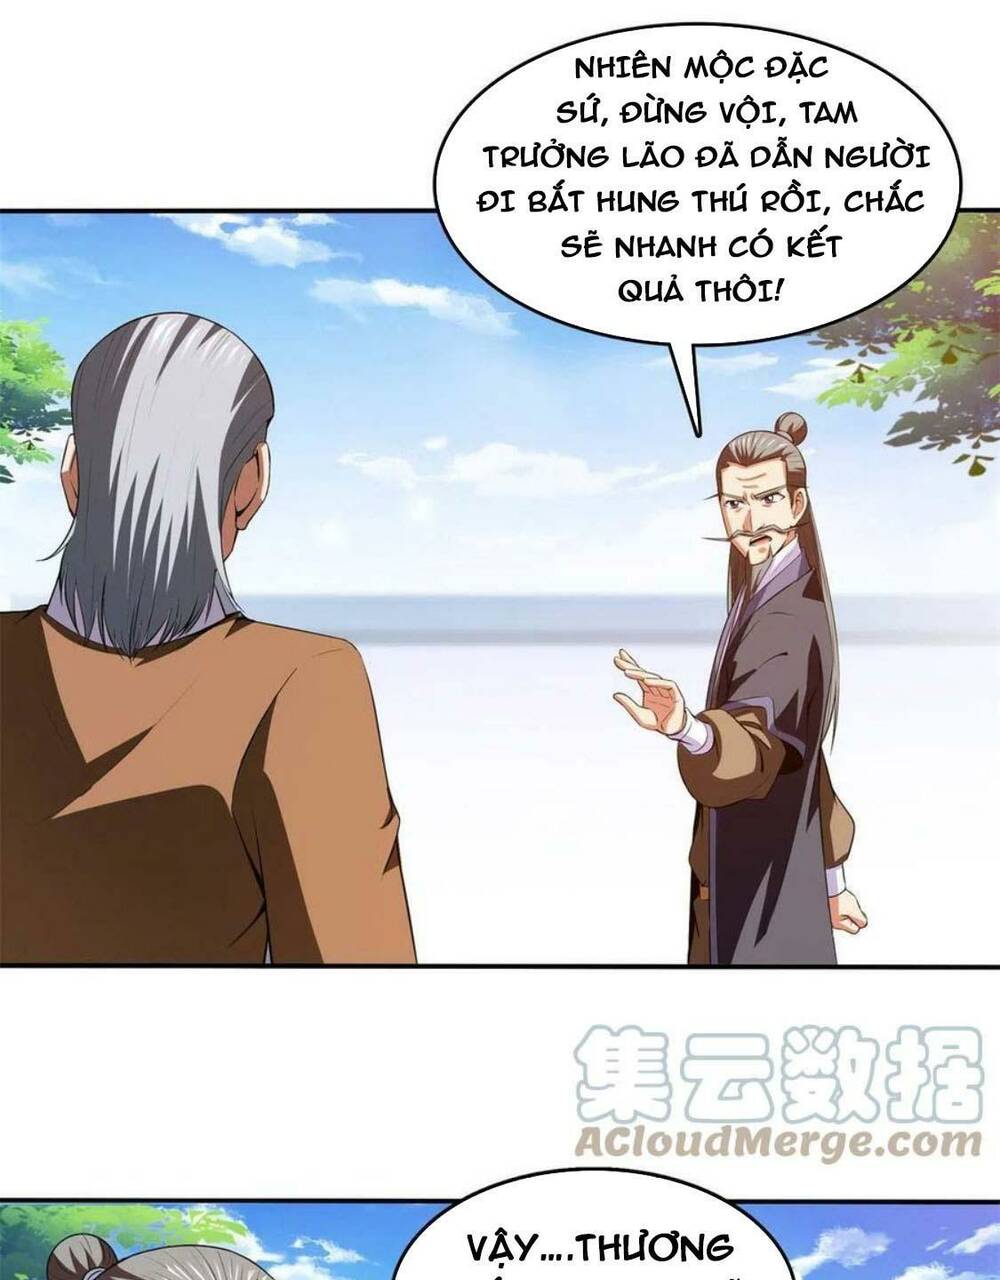 NHIÊN MỘC ĐẶC
SỨ, ĐỪNG VỘI, TAM
TRƯỞNG LÃO ĐÃ DẪN NGƯỜI
ĐI BẮT HUNG THÚ RỒI, CHẮC
SẼ NHANH CÓ KẾT
QUẢ THÔI!
集云数据
ACloudMerge.com
VẬY....THƯƠNG